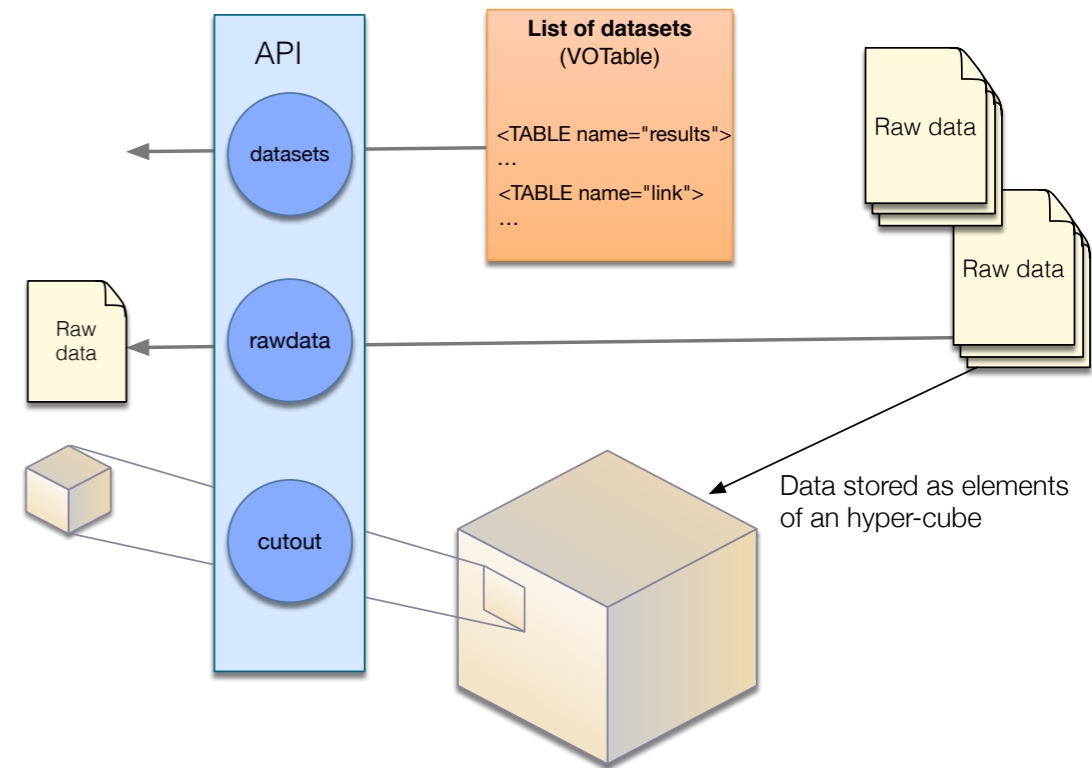 API
List of datasets
(VOTable)
<TABLE name="results">
...
<TABLE name="link">
...
datasets
Raw data
Raw data
rawdata
Raw
data
cutout
Data stored as elements
of an hyper-cube